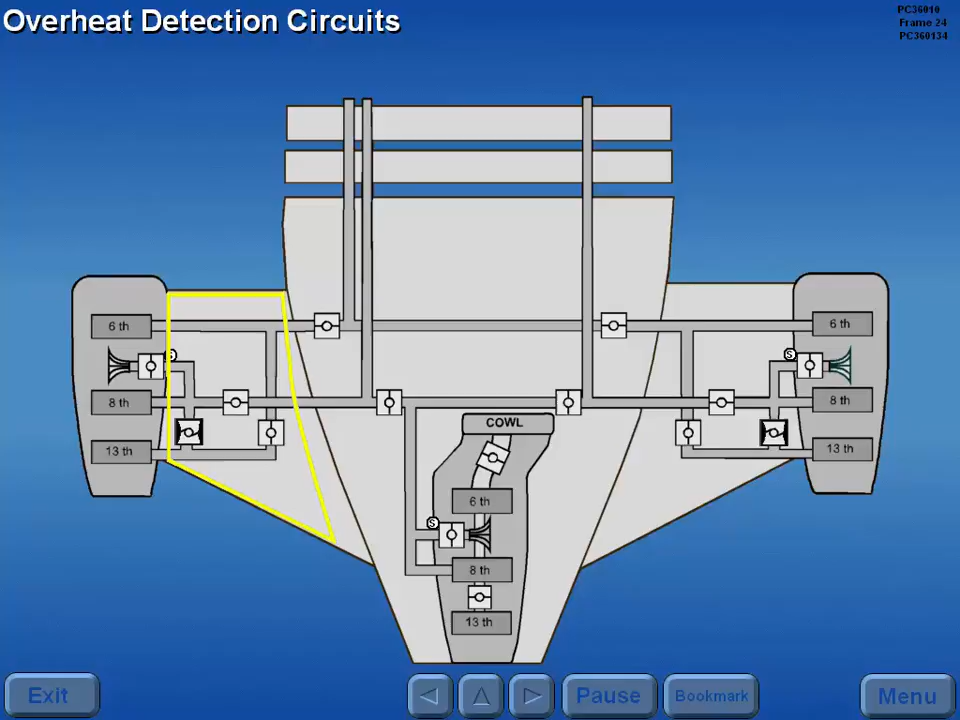 Overheat Detection Circuits
PC36010
Frame 24
PC360134
6 th
S
8 th
13 th
COWL
6 th
S
8 th
13 th
S
6 th
8 th
13 th
Exit
Pause
Bookmark
Menu